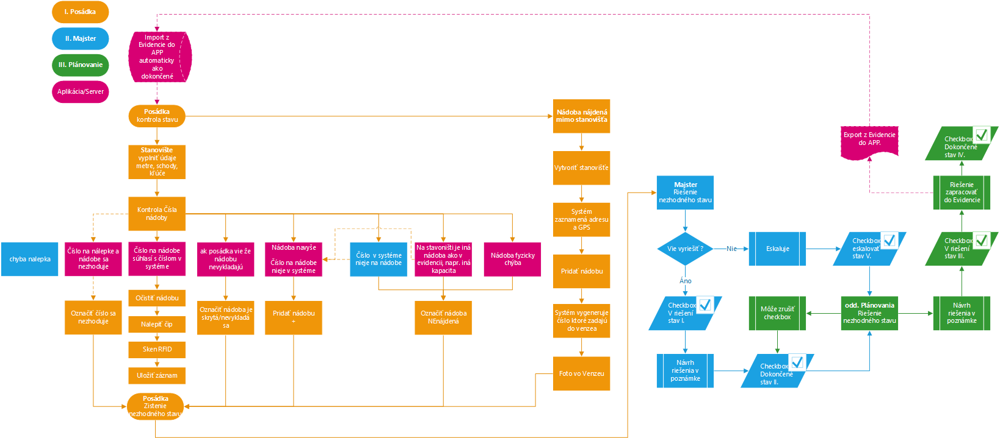 I. Posádka
II. Majster
III. Plánovanie
Aplikácia/Server
Import z
Evidencie do
APP
automaticky
ako
dokončené
Posádka
kontrola stavu
Stanovište
vyplniť údaje
metre, schody,
kľúče
Kontrola Čísla
nádoby
chyba nalepka
Číslo na nálepke a
nádobe sa
nezhoduje
Číslo na nádobe
súhlasí s číslom v
systéme
ak posádka vie že
nádobu
nevykladajú
Nádoba navyše
Číslo na nádobe
nieje v systéme
Číslo v systéme
nieje na nádobe
Na stavoništi je iná
nádoba ako v
evidencii, napr. iná
kapacita
Nádoba fyzicky
chýba
Označiť číslo sa
nezhoduje
Očistiť nádobu
Nalepiť čip
Sken RFID
Uložiť záznam
Označiť nádoba je
skrytá/nevykladá
sa
Pridať nádobu
+
Označiť nádoba
NEnájdená
Posádka
Zistenie
nezhodného stavu
Nádoba nájdená
mimo stanovišťa
Vytvoriť stanovišťe
Systém
zaznamená adresu
a GPS
Pridať nádobu
Systém vygeneruje
číslo ktoré zadajú
do venzea
Foto vo Venzeu
Majster
Riešenie
nezhodného stavu
Vie vyriešiť ?
Nie
Áno
Eskaluje
Checkbox
eskalovať
stav V.
Checkbox
V riešení
stav I.
Návrh
riešenia v
poznámke
Checkbox
Dokončené
stav II.
Môže zrušiť
checkbox
odd. Plánovania
Riešenie
nezhodného stavu
Návrh
riešenia v
poznámke
Checkbox
V riešení
stav III.
Riešenie
zapracovať
do Evidencie
Checkbox
Dokončené
stav IV.
Export z Evidencie
do APP.